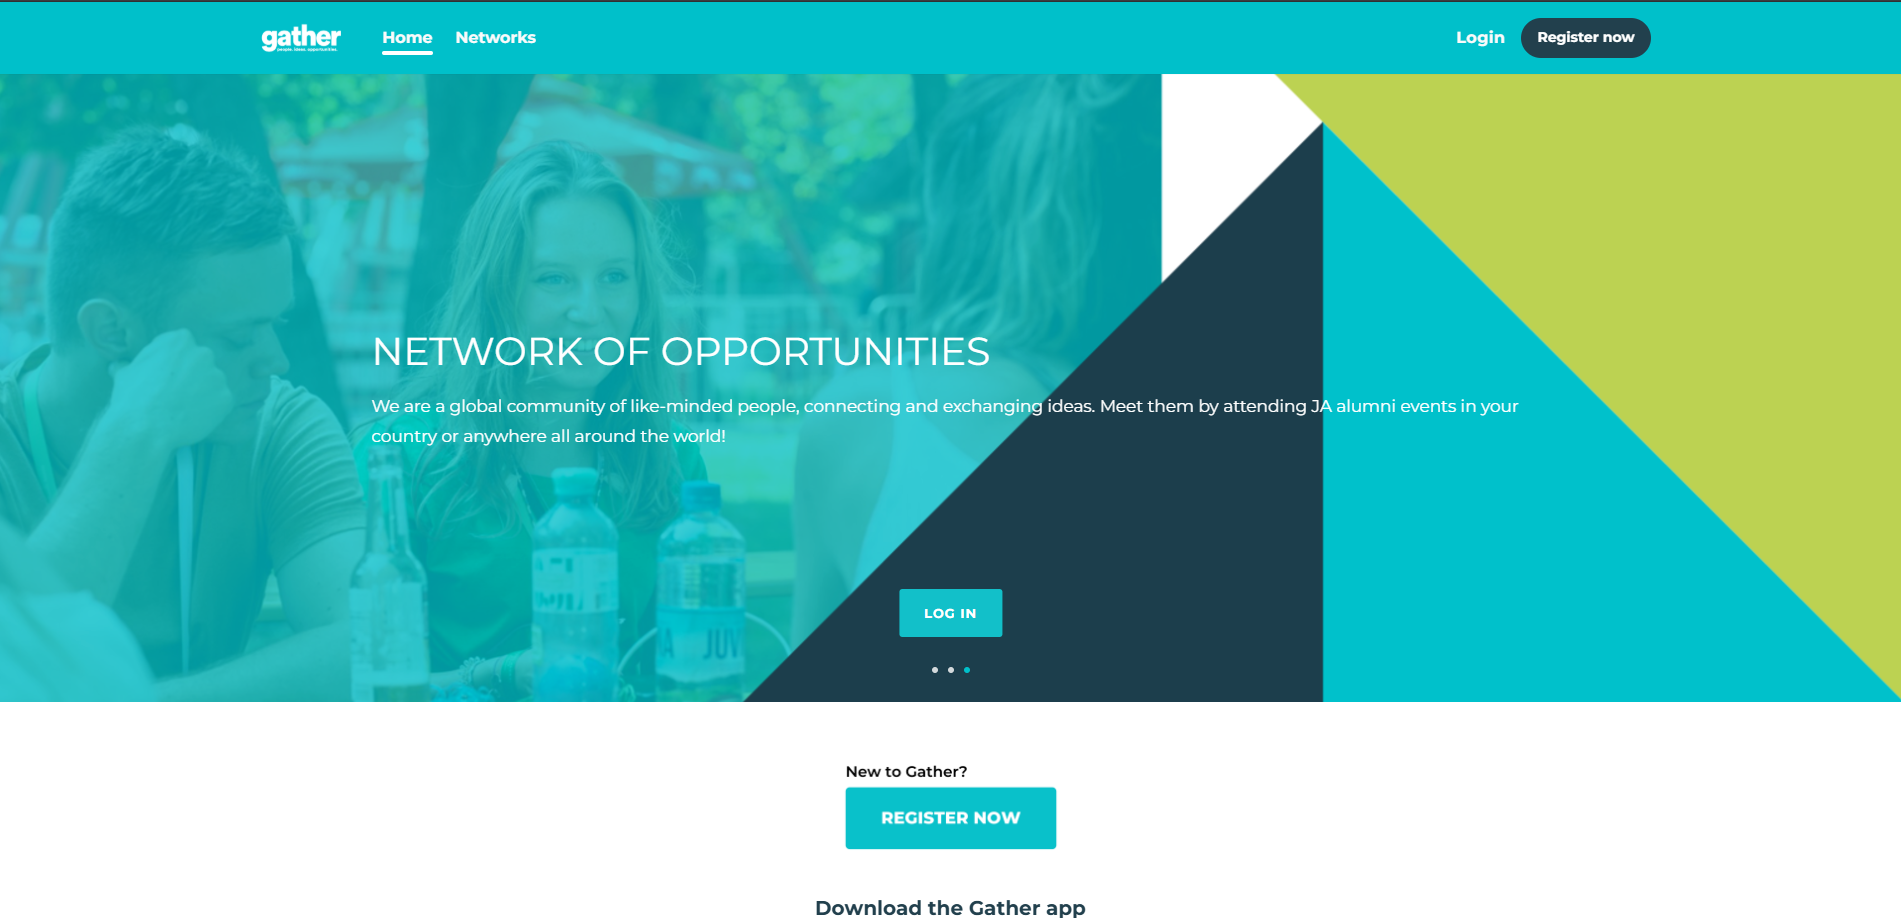 gather
people. ideas. opportunities.
Home
Networks
Login
Register now
NETWORK OF OPPORTUNITIES
We are a global community of like-minded people, connecting and exchanging ideas. Meet them by attending JA alumni events in your
country or anywhere all around the world!
JUV
LOG IN
New to Gather?
REGISTER NOW
Download the Gather app